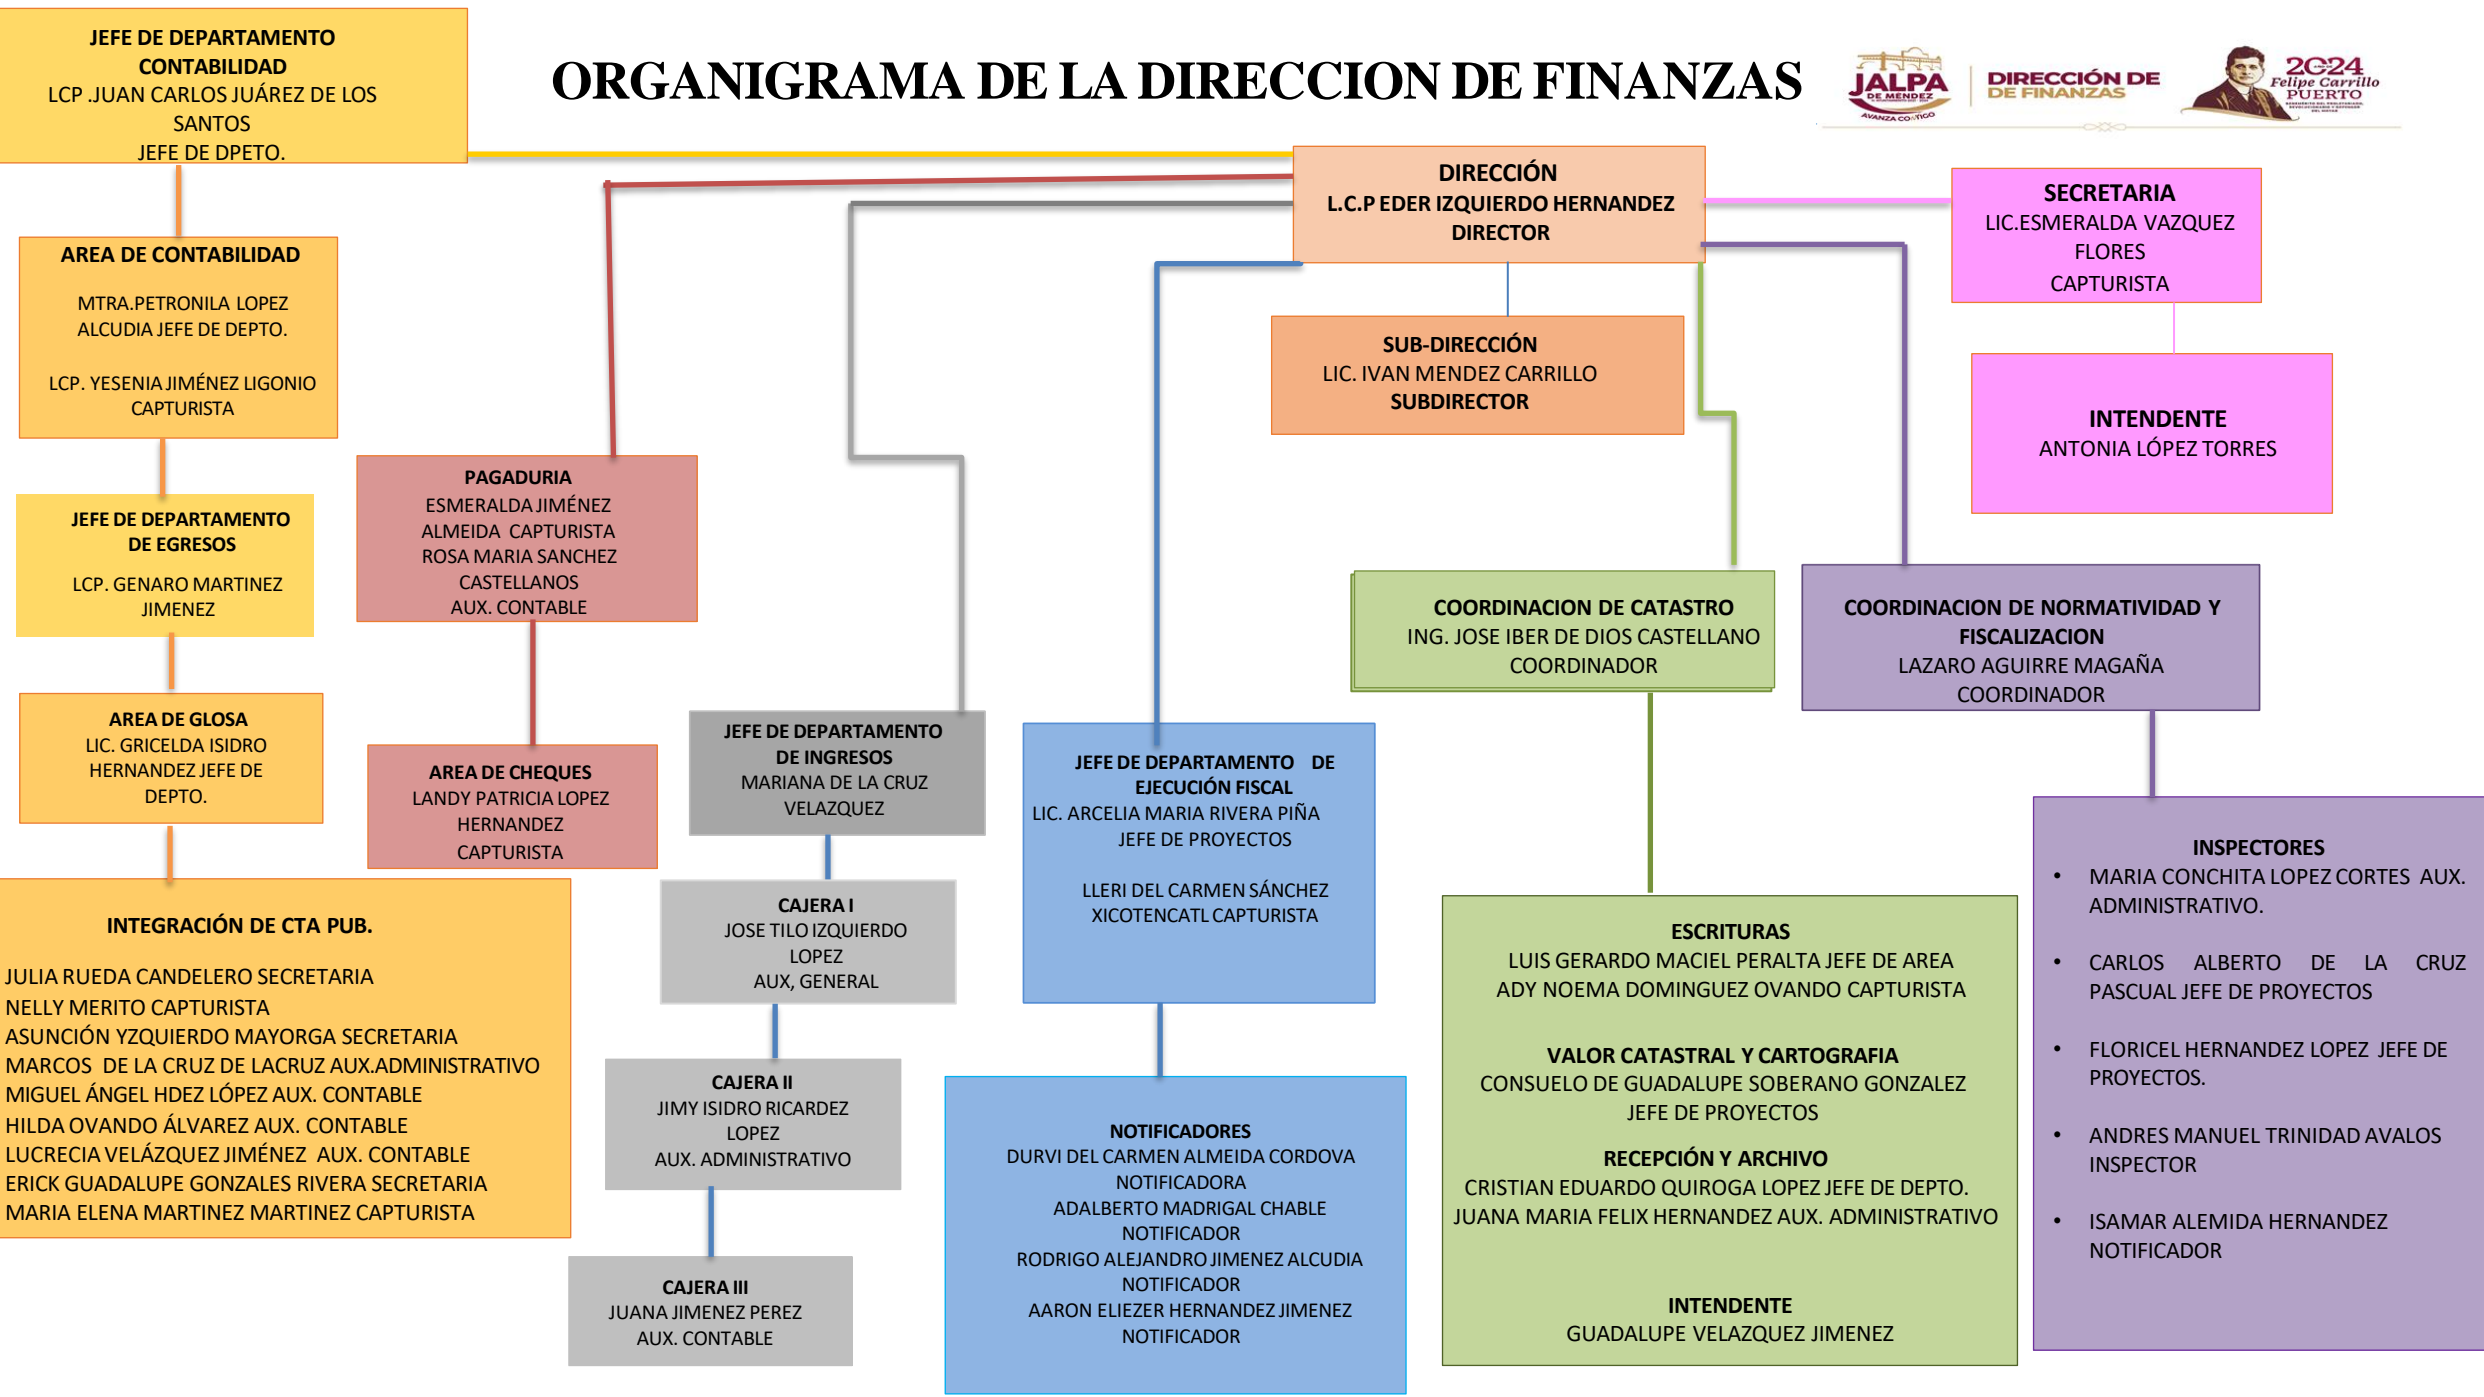 ORGANIGRAMA DE LA DIRECCION DE FINANZAS
JALPA
DE MENDEZ
AVANZA CONTIGO
DIRECCIÓN DE
DE FINANZAS
2024
Felipe Carrillo
PUERTO
JEFE DE DEPARTAMENTO
CONTABILIDAD
LCP .JUAN CARLOS JUÁREZ DE LOS
SANTOS
JEFE DE DPETO.
AREA DE CONTABILIDAD
MTRA.PETRONILA LOPEZ
ALCUDIA JEFE DE DEPTO.
LCP. YESENIA JIMÉNEZ LIGONIO
CAPTURISTA
JEFE DE DEPARTAMENTO
DE EGRESOS
LCP. GENARO MARTINEZ
JIMENEZ
AREA DE GLOSA
LIC. GRICELDA ISIDRO
HERNANDEZ JEFE DE
DEPTO.
INTEGRACIÓN DE CTA PUB.
JULIA RUEDA CANDELERO SECRETARIA
NELLY MERITO CAPTURISTA
ASUNCIÓN YZQUIERDO MAYORGA SECRETARIA
MARCOS DE LA CRUZ DE LACRUZ AUX.ADMINISTRATIVO
MIGUEL ÁNGEL HDEZ LÓPEZ AUX. CONTABLE
HILDA OVANDO ÁLVAREZ AUX. CONTABLE
LUCRECIA VELÁZQUEZ JIMÉNEZ AUX. CONTABLE
ERICK GUADALUPE GONZALES RIVERA SECRETARIA
MARIA ELENA MARTINEZ MARTINEZ CAPTURISTA
PAGADURIA
ESMERALDA JIMÉNEZ
ALMEIDA CAPTURISTA
ROSA MARIA SANCHEZ
CASTELLANOS
AUX. CONTABLE
AREA DE CHEQUES
LANDY PATRICIA LOPEZ
HERNANDEZ
CAPTURISTA
JEFE DE DEPARTAMENTO
DE INGRESOS
MARIANA DE LA CRUZ
VELAZQUEZ
CAJERA I
JOSE TILO IZQUIERDO
LOPEZ
AUX, GENERAL
CAJERA II
JIMY ISIDRO RICARDEZ
LOPEZ
AUX. ADMINISTRATIVO
CAJERA III
JUANA JIMENEZ PEREZ
AUX. CONTABLE
DIRECCIÓN
L.C.P EDER IZQUIERDO HERNANDEZ
DIRECTOR
SUB-DIRECCIÓN
LIC. IVAN MENDEZ CARRILLO
SUBDIRECTOR
JEFE DE DEPARTAMENTO DE
EJECUCIÓN FISCAL
LIC. ARCELIA MARIA RIVERA PIÑA
JEFE DE PROYECTOS
LLERI DEL CARMEN SÁNCHEZ
XICOTENCATL CAPTURISTA
NOTIFICADORES
DURVI DEL CARMEN ALMEIDA CORDOVA
NOTIFICADORA
ADALBERTO MADRIGAL CHABLE
NOTIFICADOR
RODRIGO ALEJANDRO JIMENEZ ALCUDIA
NOTIFICADOR
AARON ELIEZER HERNANDEZ JIMENEZ
NOTIFICADOR
COORDINACION DE CATASTRO
ING. JOSE IBER DE DIOS CASTELLANO
COORDINADOR
ESCRITURAS
LUIS GERARDO MACIEL PERALTA JEFE DE AREA
ADY NOEMA DOMINGUEZ OVANDO CAPTURISTA
VALOR CATASTRAL Y CARTOGRAFIA
CONSUELO DE GUADALUPE SOBERANO GONZALEZ
JEFE DE PROYECTOS
RECEPCIÓN Y ARCHIVO
CRISTIAN EDUARDO QUIROGA LOPEZ JEFE DE DEPTO.
JUANA MARIA FELIX HERNANDEZ AUX. ADMINISTRATIVO
INTENDENTE
GUADALUPE VELAZQUEZ JIMENEZ
SECRETARIA
LIC.ESMERALDA VAZQUEZ
FLORES
CAPTURISTA
INTENDENTE
ANTONIA LÓPEZ TORRES
COORDINACION DE NORMATIVIDAD Y
FISCALIZACION
LAZARO AGUIRRE MAGAÑA
COORDINADOR
INSPECTORES
• MARIA CONCHITA LOPEZ CORTES AUX.
ADMINISTRATIVO.
• CARLOS ALBERTO DE LA CRUZ
PASCUAL JEFE DE PROYECTOS
• FLORICEL HERNANDEZ LOPEZ JEFE DE
PROYECTOS.
• ANDRES MANUEL TRINIDAD AVALOS
INSPECTOR
• ISAMAR ALEMIDA HERNANDEZ
NOTIFICADOR